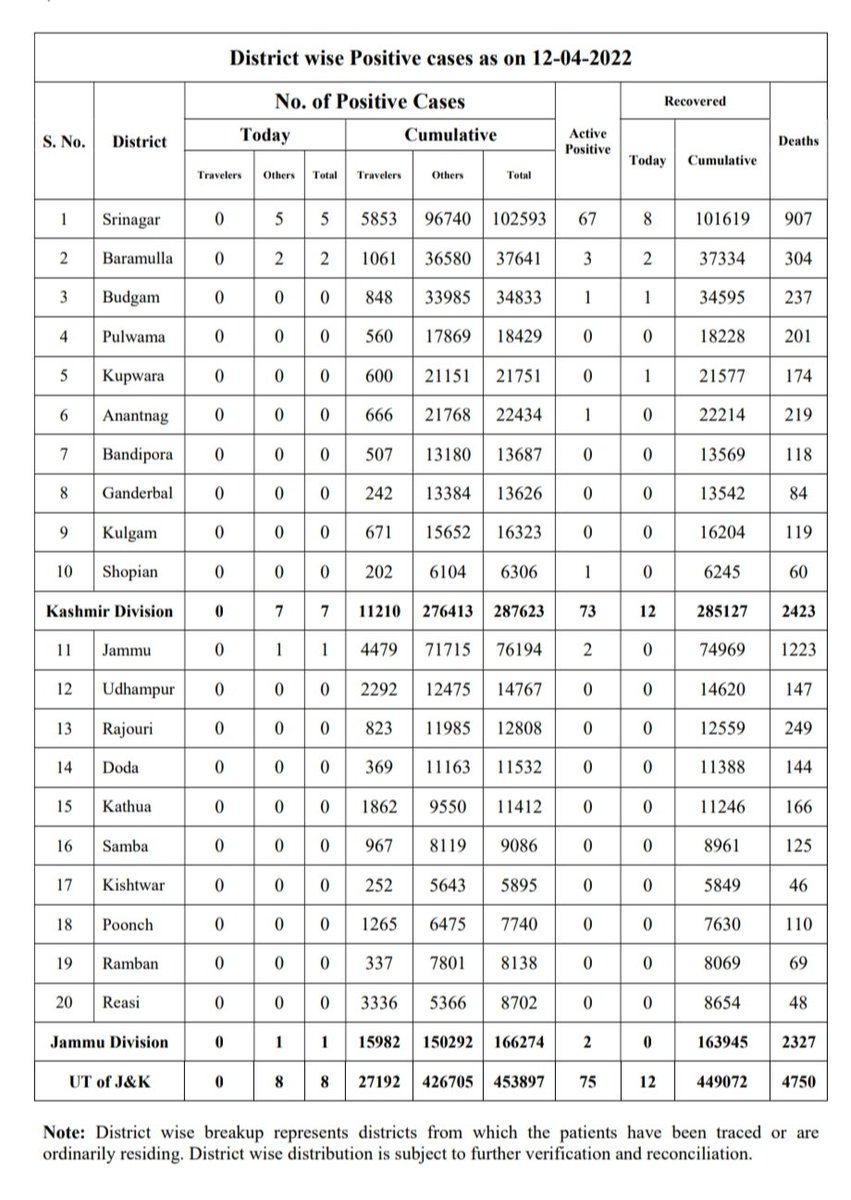 District wise Positive cases as on 12-04-2022
S. No. District No. of Positive Cases Active Positive Recovered Deaths
Today Cumulative Today Cumulative
Travelers Others Total Travelers Others Total
1 Srinagar 0 5 5 5853 96740 102593 67 8 101619 907
2 Baramulla 0 2 2 1061 36580 37641 3 2 37334 304
3 Budgam 0 0 0 848 33985 34833 1 1 34595 237
4 Pulwama 0 0 0 560 17869 18429 0 0 18228 201
5 Kupwara 0 0 0 600 21151 21751 0 1 21577 174
6 Anantnag 0 0 0 666 21768 22434 1 0 22214 219
7 Bandipora 0 0 0 507 13180 13687 0 0 13569 118
8 Ganderbal 0 0 0 242 13384 13626 0 0 13542 84
9 Kulgam 0 0 0 671 15652 16323 0 0 16204 119
10 Shopian 0 0 0 202 6104 6306 1 0 6245 60
Kashmir Division 0 7 7 11210 276413 287623 73 12 285127 2423
11 Jammu 0 1 1 4479 71715 76194 2 0 74969 1223
12 Udhampur 0 0 0 2292 12475 14767 0 0 14620 147
13 Rajouri 0 0 0 823 11985 12808 0 0 12559 249
14 Doda 0 0 0 369 11163 11532 0 0 11388 144
15 Kathua 0 0 0 1862 9550 11412 0 0 11246 166
16 Samba 0 0 0 967 8119 9086 0 0 8961 125
17 Kishtwar 0 0 0 252 5643 5895 0 0 5849 46
18 Poonch 0 0 0 1265 6475 7740 0 0 7630 110
19 Ramban 0 0 0 337 7801 8138 0 0 8069 69
20 Reasi 0 0 0 3336 5366 8702 0 0 8654 48
Jammu Division 0 1 1 15982 150292 166274 2 0 163945 2327
UT of J&K 0 8 8 27192 426705 453897 75 12 449072 4750
Note: District wise breakup represents districts from which the patients have been traced or are
ordinarily residing. District wise distribution is subject to further verification and reconciliation.